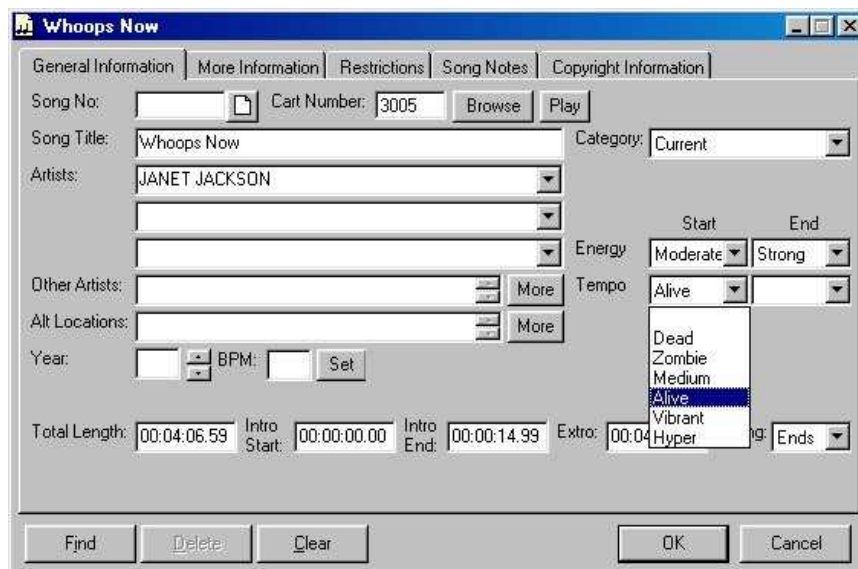 Whoops Now
General Information More Information Restrictions Song Notes Copyright Information
Song No: Cart Number: 3005 Browse Play
Song Title: Whoops Now Category: Current
Artists: JANET JACKSON
Start End
Energy Moderate Strong
Other Artists: More Tempo Alive
Alt Locations: More
Dead
Year: BPM: Set Zombie
Medium
Alive
Vibrant
Total Length: 00:04:06.59 Intro Start: 00:00:00.00 Intro End: 00:00:14.99 Extro: 00:04 Hyper g: Ends
Find Delete Clear OK Cancel